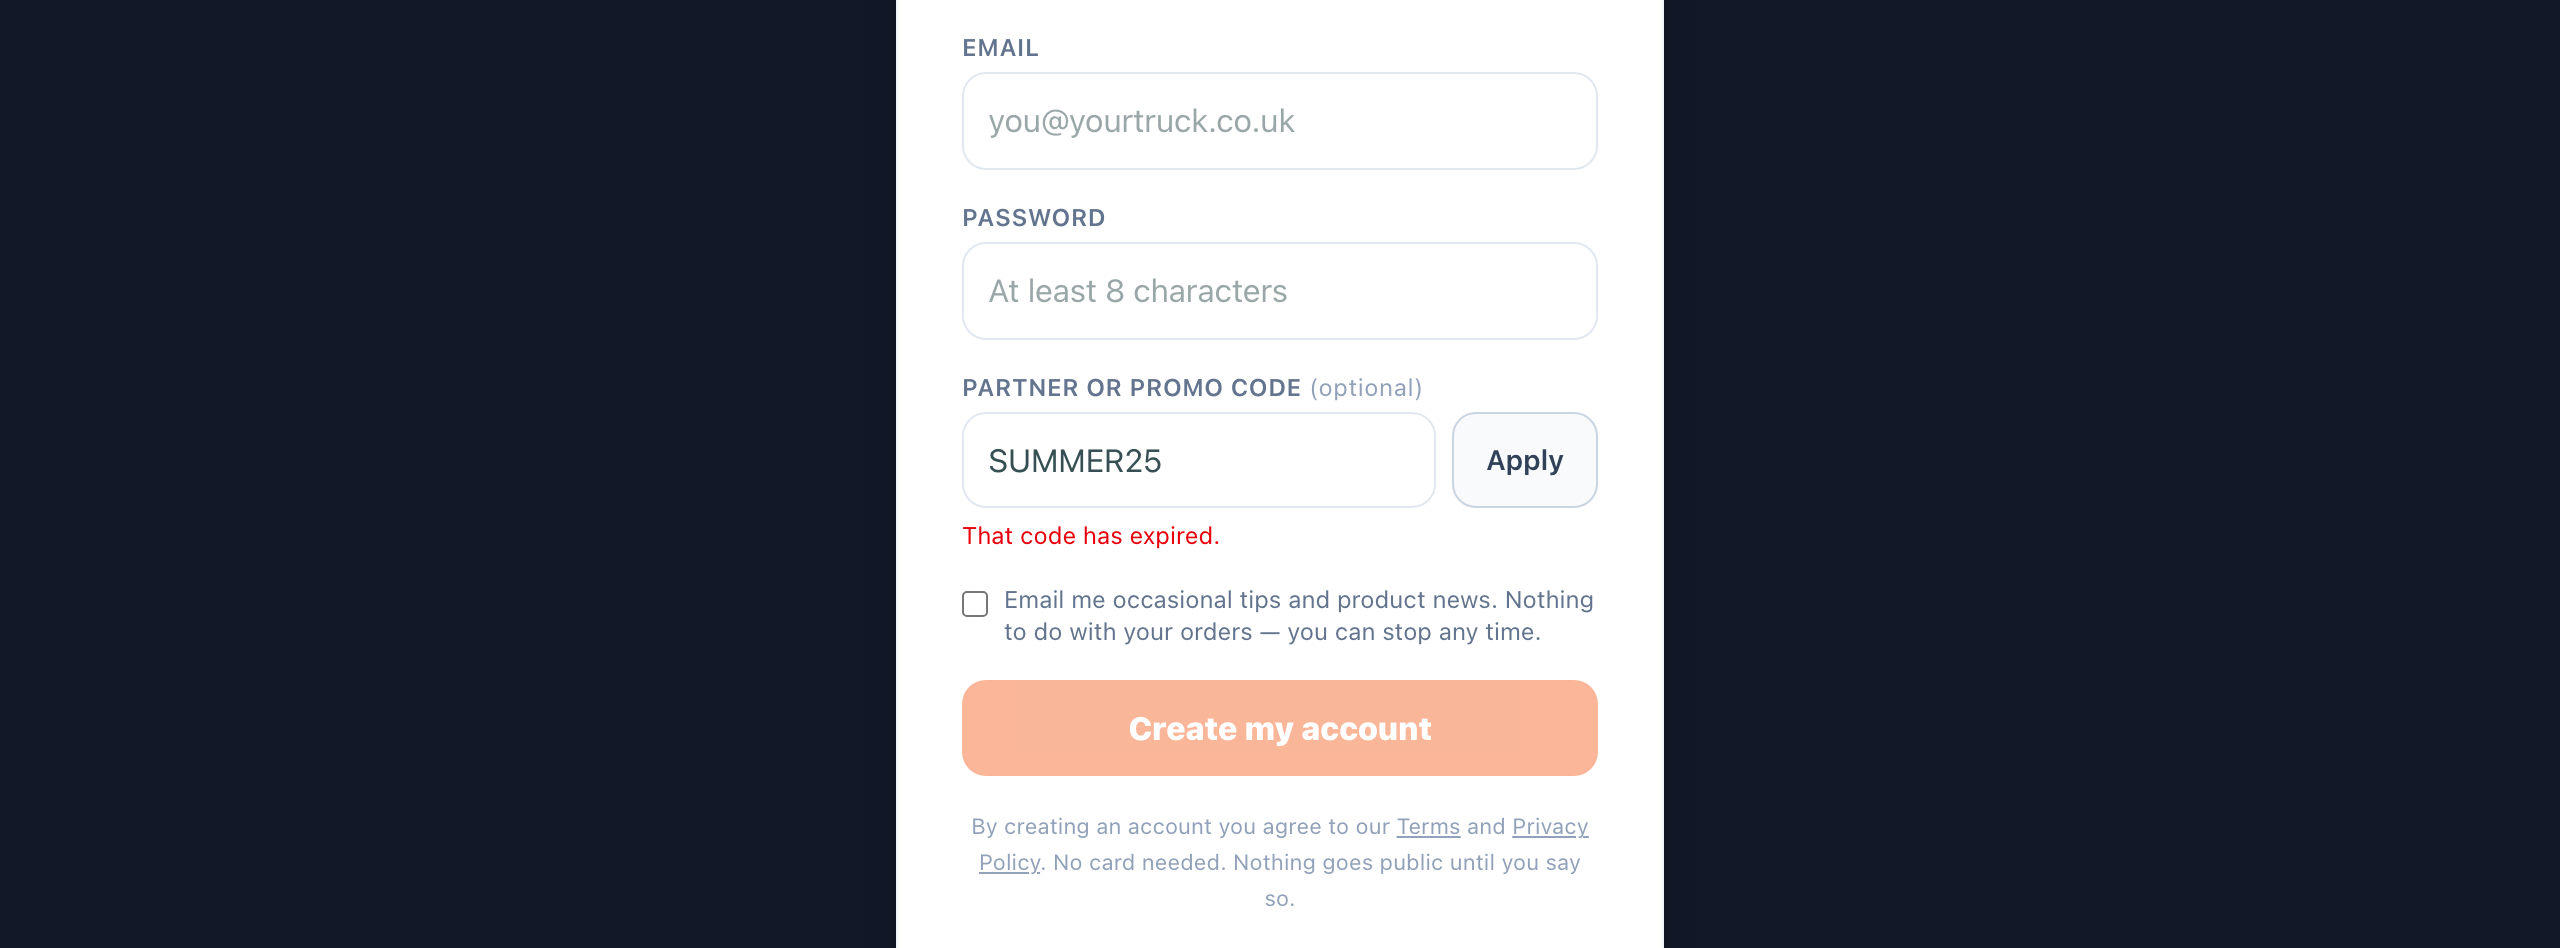 EMAIL
you@yourtruck.co.uk
PASSWORD
At least 8 characters
PARTNER OR PROMO CODE (optional)
SUMMER25
Apply
That code has expired.
Email me occasional tips and product news. Nothing
to do with your orders — you can stop any time.
Create my account
By creating an account you agree to our Terms and Privacy
Policy. No card needed. Nothing goes public until you say
so.